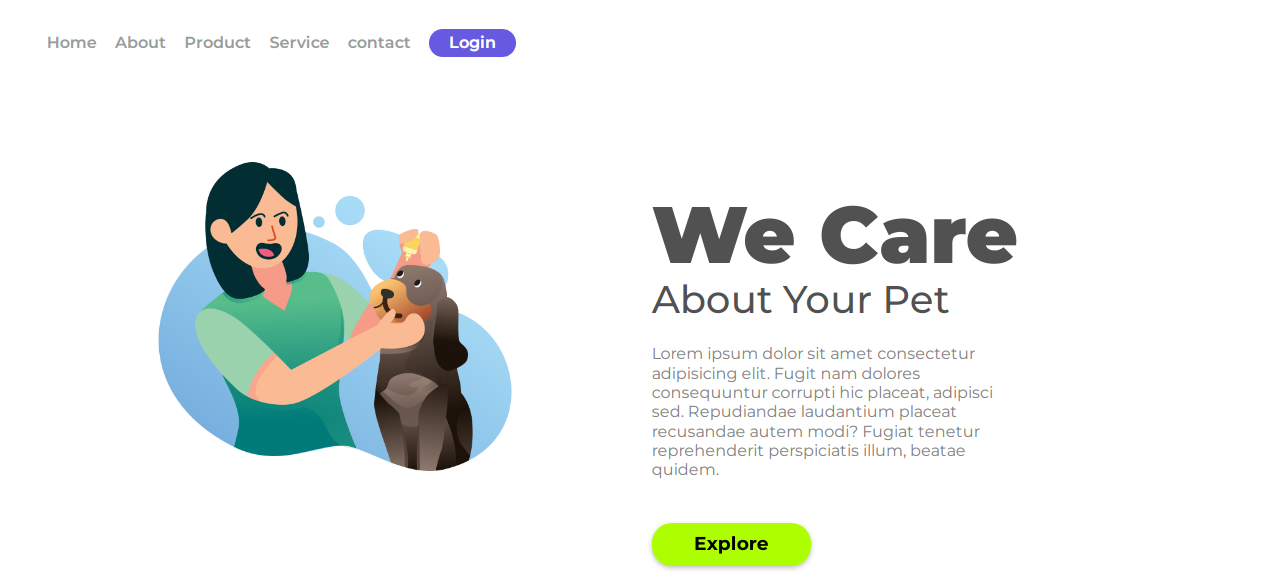 Home About Product Service contact Login
We Care
About Your Pet
Lorem ipsum dolor sit amet consectetur
adipisicing elit. Fugit nam dolores
consequuntur corrupti hic placeat, adipisci
sed. Repudiandae laudantium placeat
recusandae autem modi? Fugiat tenetur
reprehenderit perspiciatis illum, beatae
quidem.
Explore